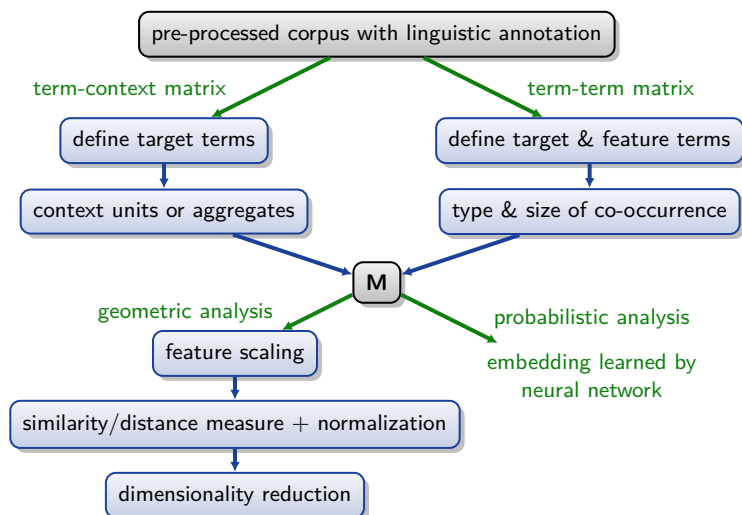 pre-processed corpus with linguistic annotation
term-context matrix
term-term matrix
define target terms
define target & feature terms
context units or aggregates
type & size of co-occurrence
M
geometric analysis
probabilistic analysis
feature scaling
embedding learned by
neural network
similarity/distance measure + normalization
dimensionality reduction